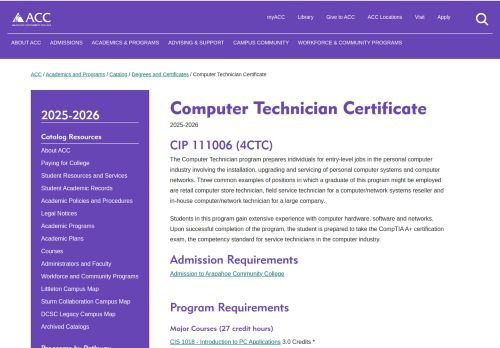 ACC
myACC Library Give to ACC ACC Locations Visit Apply
ABOUT ACC ADMISSIONS ACADEMICS & PROGRAMS ADVISING & SUPPORT CAMPUS COMMUNITY WORKFORCE & COMMUNITY PROGRAMS
ACC / Academics and Programs / Catalog / Degrees and Certificates / Computer Technician Certificate
2025-2026
Catalog Resources
About ACC
Paying for College
Student Resources and Services
Student Academic Records
Academic Policies and Procedures
Legal Notices
Academic Programs
Academic Plans
Courses
Administrators and Faculty
Workforce and Community Programs
Littleton Campus Map
Sturm Collaboration Campus Map
DCSC Legacy Campus Map
Archived Catalogs
Programs by Pathway
Computer Technician Certificate
2025-2026
CIP 111006 (4CTC)
The Computer Technician program prepares individuals for entry-level jobs in the personal computer
industry involving the installation, upgrading and servicing of personal computer systems and computer
networks. Three common examples of positions in which a graduate of this program might be employed
are retail computer store technician, field service technician for a computer/network systems reseller and
in-house computer/network technician for a large company.
Students in this program gain extensive experience with computer hardware, software and networks.
Upon successful completion of the program, the student is prepared to take the CompTIA A+ certification
exam, the competency standard for service technicians in the computer industry.
Admission Requirements
Admission to Arapahoe Community College
Program Requirements
Major Courses (27 credit hours)
CIS 1018 - Introduction to PC Applications 3.0 Credits *